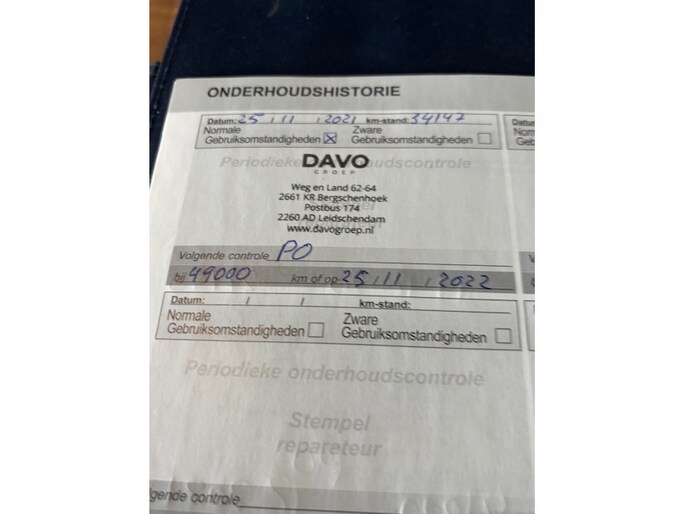 ONDERHOUDSHISTORIE
Datum: 25 / 11 / 2021 km-stand: 34147
Normale Zware
Gebruiksomstandigheden ☒ Gebruiksomstandigheden ☐
Periodieke onderhoudscontrole
DAVO
GROEP
Weg en Land 62-64
2661 KR Bergschenhoek
Postbus 174
2260 AD Leidschendam
www.davogroep.nl
Volgende controle PO
bij 49000 km of op 25 / 11 / 2022
Datum: / / km-stand:
Normale Zware
Gebruiksomstandigheden ☐ Gebruiksomstandigheden ☐
Periodieke onderhoudscontrole
Stempel
reparateur